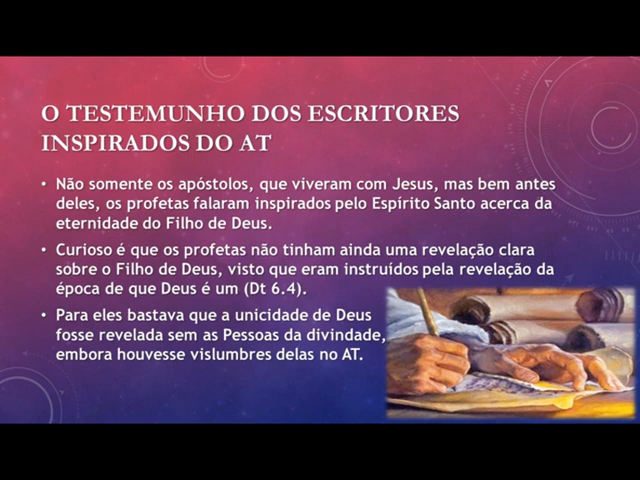 O TESTEMUNHO DOS ESCRITORES
INSPIRADOS DO AT
• Não somente os apóstolos, que viveram com Jesus, mas bem antes
deles, os profetas falaram inspirados pelo Espírito Santo acerca da
eternidade do Filho de Deus.
• Curioso é que os profetas não tinham ainda uma revelação clara
sobre o Filho de Deus, visto que eram instruídos pela revelação da
época de que Deus é um (Dt 6.4).
• Para eles bastava que a unicidade de Deus
fosse revelada sem as Pessoas da divindade,
embora houvesse vislumbres delas no AT.